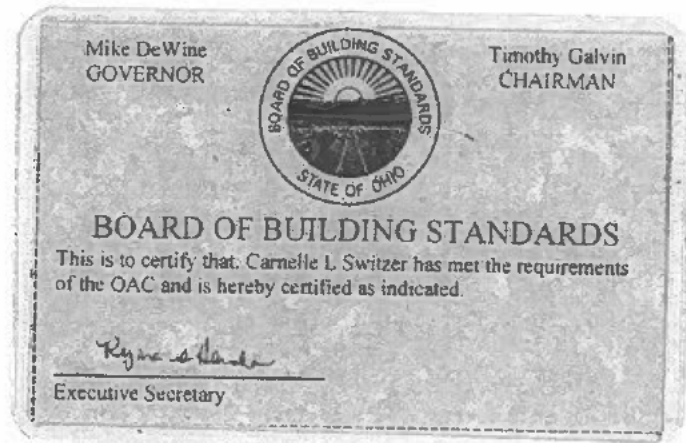 Mike DeWine
GOVERNOR
BOARD OF BUILDING STANDARDS
STATE OF OHIO
Timothy Galvin
CHAIRMAN
BOARD OF BUILDING STANDARDS
This is to certify that. Carnelle L Switzer has met the requirements
of the OAC and is hereby certified as indicated.
Executive Secretary